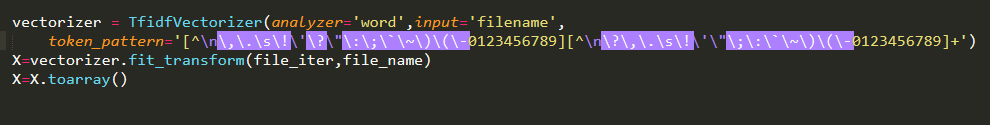 vectorizer = TfidfVectorizer(analyzer='word',input='filename',
token_pattern='[^\n\,\.\s\!\'\?\"\:\;\`\~\)\(\-0123456789][^\n\?\,\.\s\!\'\"\;\:\`\~\)\(\-0123456789]+')
X=vectorizer.fit_transform(file_iter,file_name)
X=X.toarray()